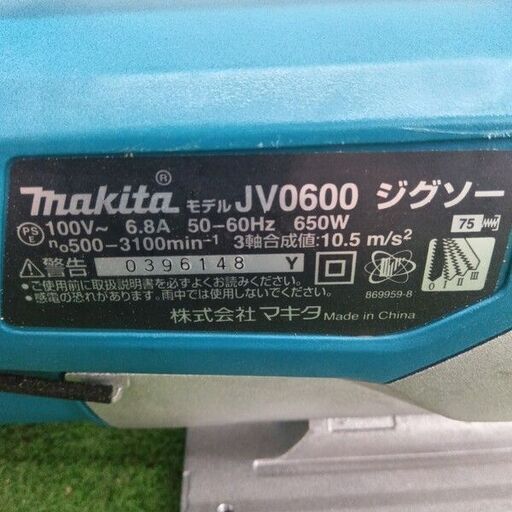 makita® モデル JV0600 ジグソー
PSE 100V~ 6.8A 50-60Hz 650W 75
n₀500-3100min⁻¹ 3軸合成値:10.5 m/s²
⚠警告 0396148 Y
●ご使用前に取扱説明書を必ずよくお読みください。
●感電の恐れがあります。雨中では使用しないでください。
869959-8
O I II III
株式会社 マキタ Made in China